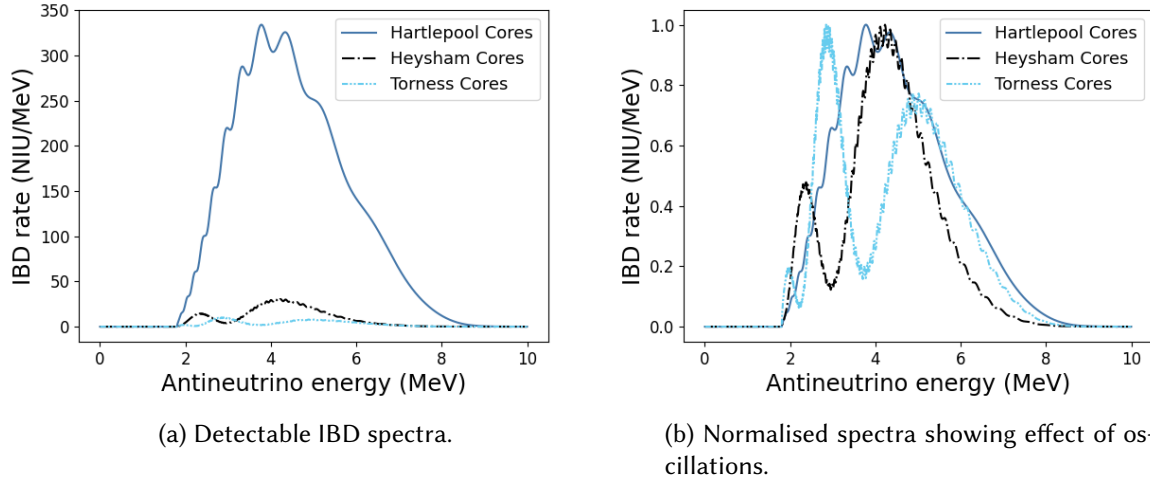 350
300
250
200
150
100
50
0
IBD rate (NIU/MeV)
Hartlepool Cores
Heysham Cores
Torness Cores
0 2 4 6 8 10
Antineutrino energy (MeV)
(a) Detectable IBD spectra.
1.0
0.8
0.6
0.4
0.2
0.0
IBD rate (NIU/MeV)
Hartlepool Cores
Heysham Cores
Torness Cores
0 2 4 6 8 10
Antineutrino energy (MeV)
(b) Normalised spectra showing effect of os-
cillations.